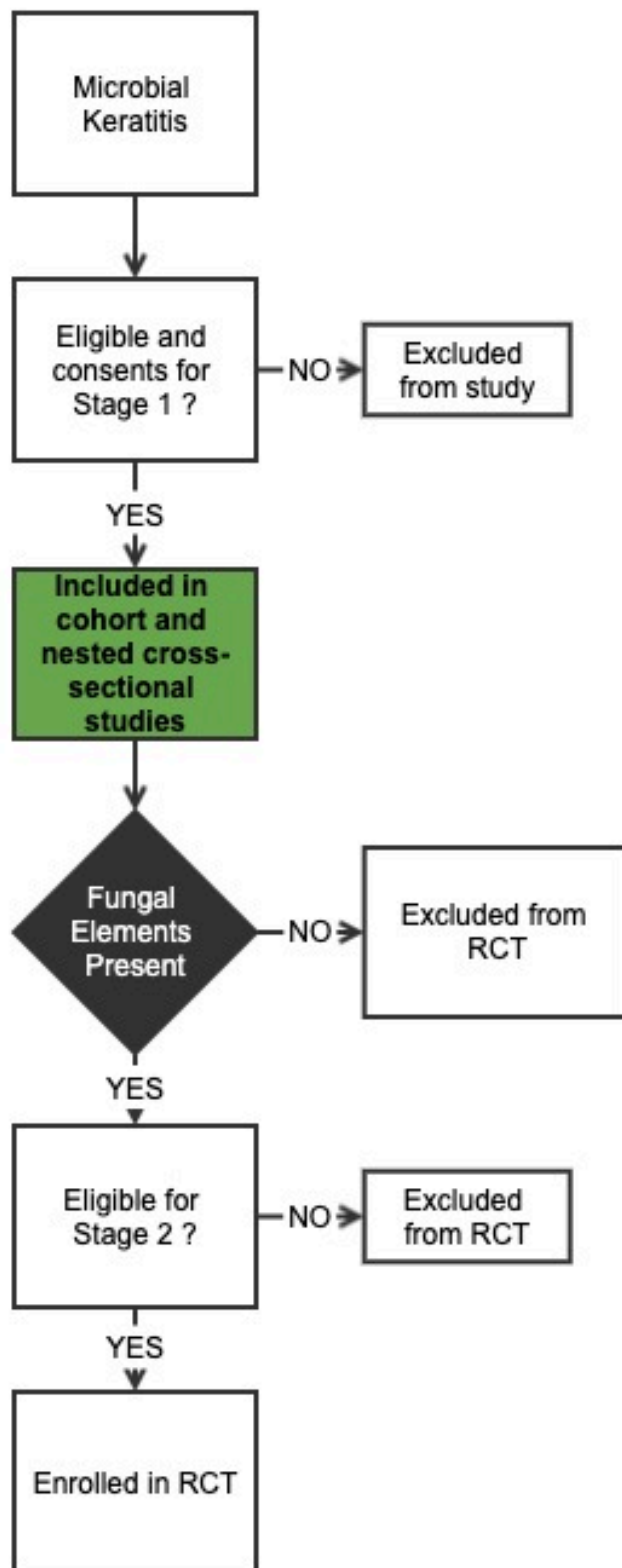 Microbial
Keratitis
Eligible and
consents for
Stage 1 ?
NO
Excluded
from study
YES
Included in
cohort and
nested cross-
sectional
studies
Fungal
Elements
Present
NO
Excluded from
RCT
YES
Eligible for
Stage 2 ?
NO
Excluded
from RCT
YES
Enrolled in RCT